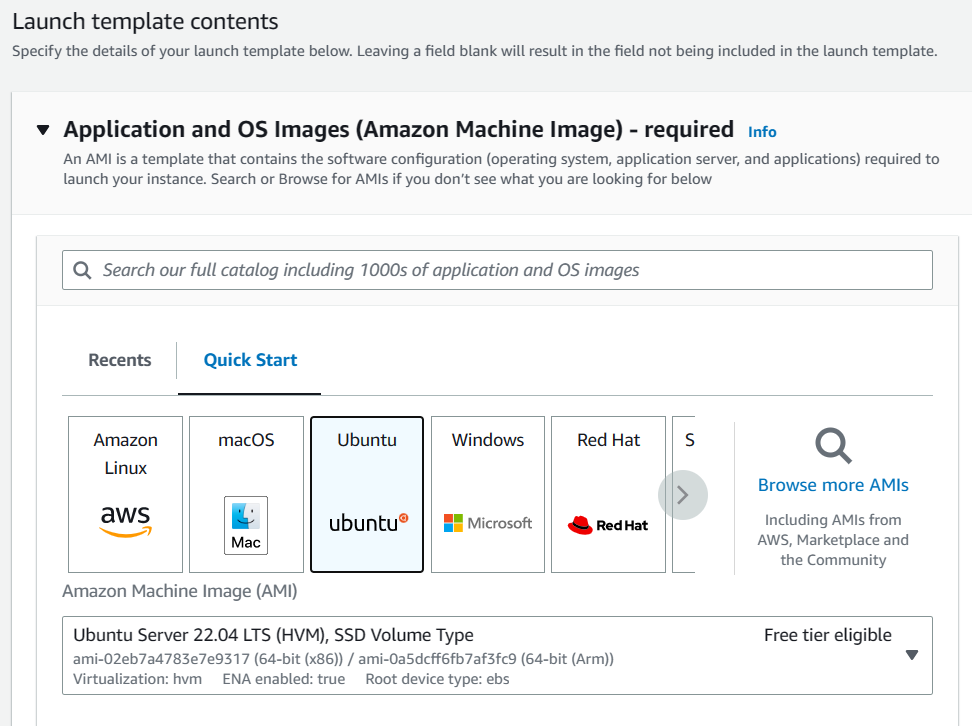 Launch template contents
Specify the details of your launch template below. Leaving a field blank will result in the field not being included in the launch template.
Application and OS Images (Amazon Machine Image) - required Info
An AMI is a template that contains the software configuration (operating system, application server, and applications) required to
launch your instance. Search or Browse for AMIs if you don’t see what you are looking for below
Search our full catalog including 1000s of application and OS images
Recents
Quick Start
Amazon
Linux
aws
macOS
Mac
Ubuntu
ubuntu
Windows
Microsoft
Red Hat
Red Hat
S
Browse more AMIs
Including AMIs from
AWS, Marketplace and
the Community
Amazon Machine Image (AMI)
Ubuntu Server 22.04 LTS (HVM), SSD Volume Type
Free tier eligible
ami-02eb7a4783e7e9317 (64-bit (x86)) / ami-0a5dcff6fb7af3fc9 (64-bit (Arm))
Virtualization: hvm ENA enabled: true Root device type: ebs